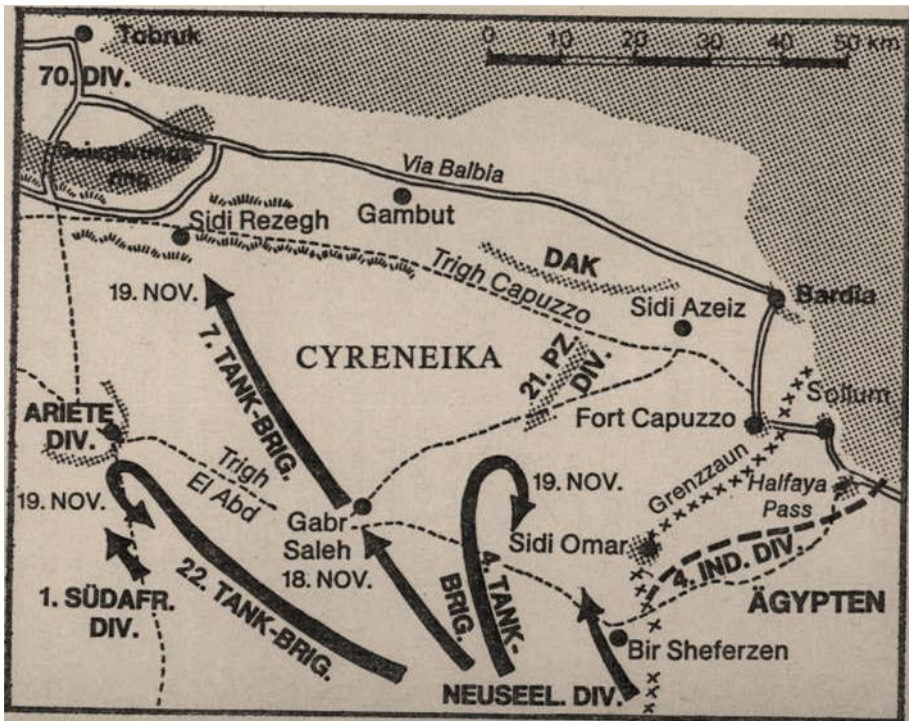 Tobruk
0 10 20 30 40 50 km
70. DIV.
Belagerungs-
ring
Via Balbia
Gambut
Sidi Rezegh
DAK
Trigh Capuzzo
19. NOV.
Sidi Azeiz
Bardia
7. TANK-BRIG.
CYRENEIKA
21. PZ.
DIV.
Sollum
Fort Capuzzo
ARIETE
DIV.
Trigh
El Abd
Grenzzaun
Halfaya
Pass
19. NOV.
19. NOV.
Gabr
Saleh
18. NOV.
Sidi Omar
4. IND. DIV.
1. SÜDAFR.
DIV.
22. TANK-BRIG.
BRIG.
4. TANK-
ÄGYPTEN
Bir Sheferzen
NEUSEEL. DIV.